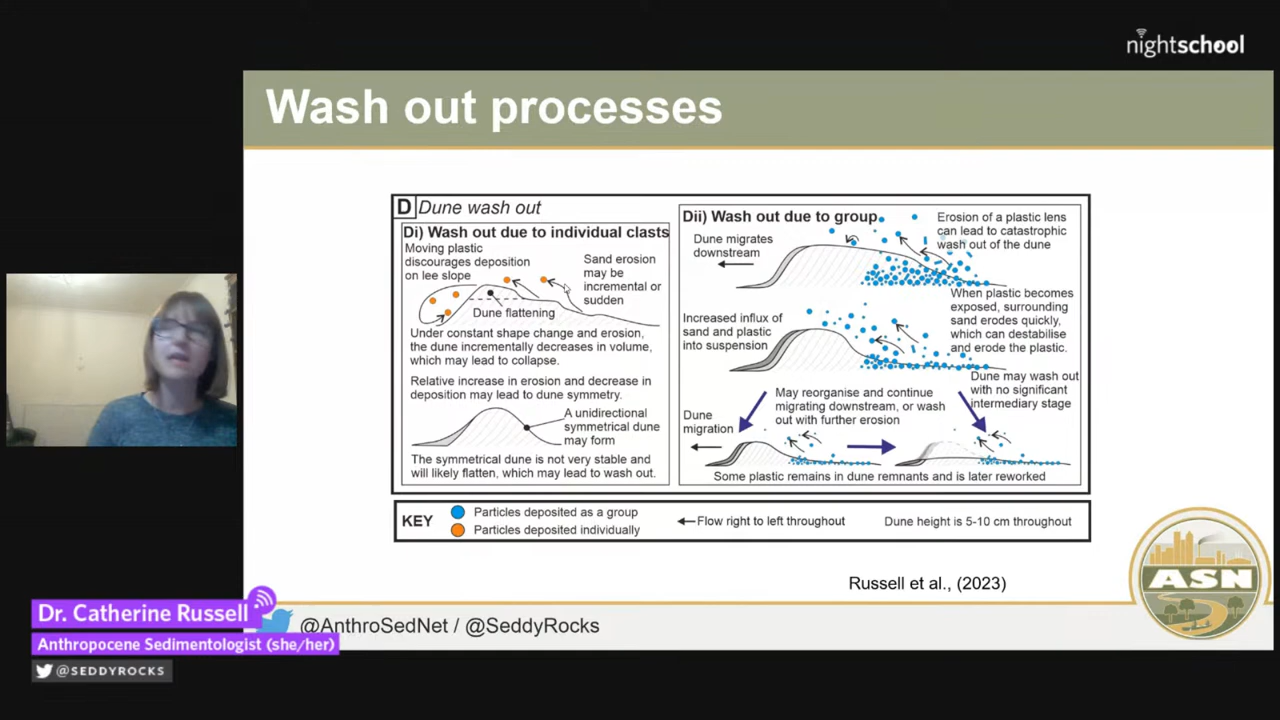 nightschool
Wash out processes
D Dune wash out
Di) Wash out due to individual clasts
Moving plastic
discourages deposition
on lee slope
Sand erosion
may be
incremental or
sudden
Dune flattening
Under constant shape change and erosion,
the dune incrementally decreases in volume,
which may lead to collapse.
Relative increase in erosion and decrease in
deposition may lead to dune symmetry.
A unidirectional
symmetrical dune
may form
The symmetrical dune is not very stable and
will likely flatten, which may lead to wash out.
Dii) Wash out due to group
Dune migrates
downstream
Erosion of a plastic lens
can lead to catastrophic
wash out of the dune
When plastic becomes
exposed, surrounding
sand erodes quickly,
which can destabilise
and erode the plastic.
Increased influx of
sand and plastic
into suspension
Dune may wash out
with no significant
intermediary stage
May reorganise and continue
migrating downstream, or wash
out with further erosion
Dune
migration
Some plastic remains in dune remnants and is later reworked
KEY
Particles deposited as a group
Particles deposited individually
Flow right to left throughout
Dune height is 5-10 cm throughout
Russell et al., (2023)
ASN
Dr. Catherine Russell
@AnthroSedNet / @SeddyRocks
Anthropocene Sedimentologist (she/her)
@SEDDYROCKS